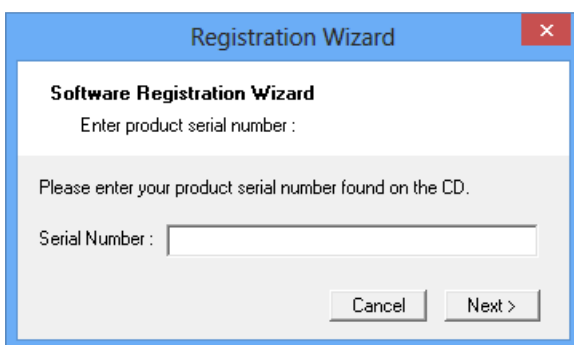 Registration Wizard
Software Registration Wizard
Enter product serial number :
Please enter your product serial number found on the CD.
Serial Number :
Cancel Next >